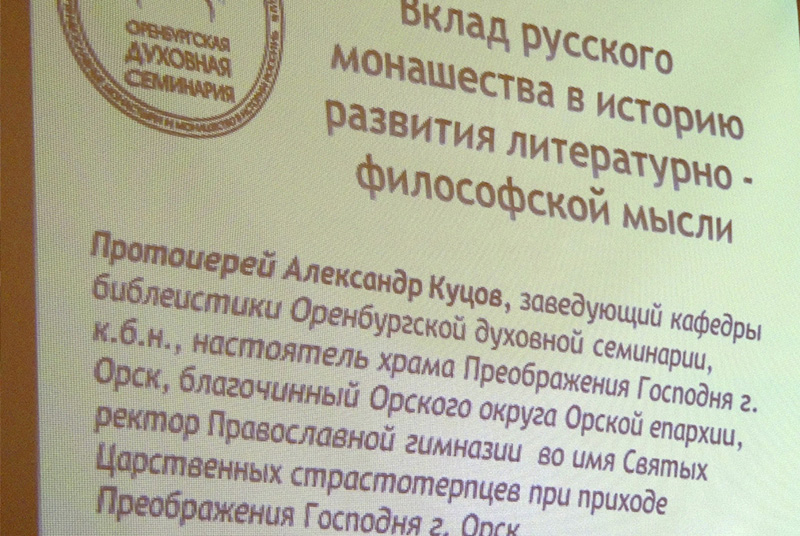 ОРЕНБУРГСКАЯ
ДУХОВНАЯ
СЕМИНАРИЯ
Вклад русского
монашества в историю
развития литературно -
философской мысли
Протоиерей Александр Куцов, заведующий кафедры
библеистики Оренбургской духовной семинарии,
к.б.н., настоятель храма Преображения Господня г.
Орск, благочинный Орского округа Орской епархии,
ректор Православной гимназии во имя Святых
Царственных страстотерпцев при приходе
Преображения Господня г. Орск